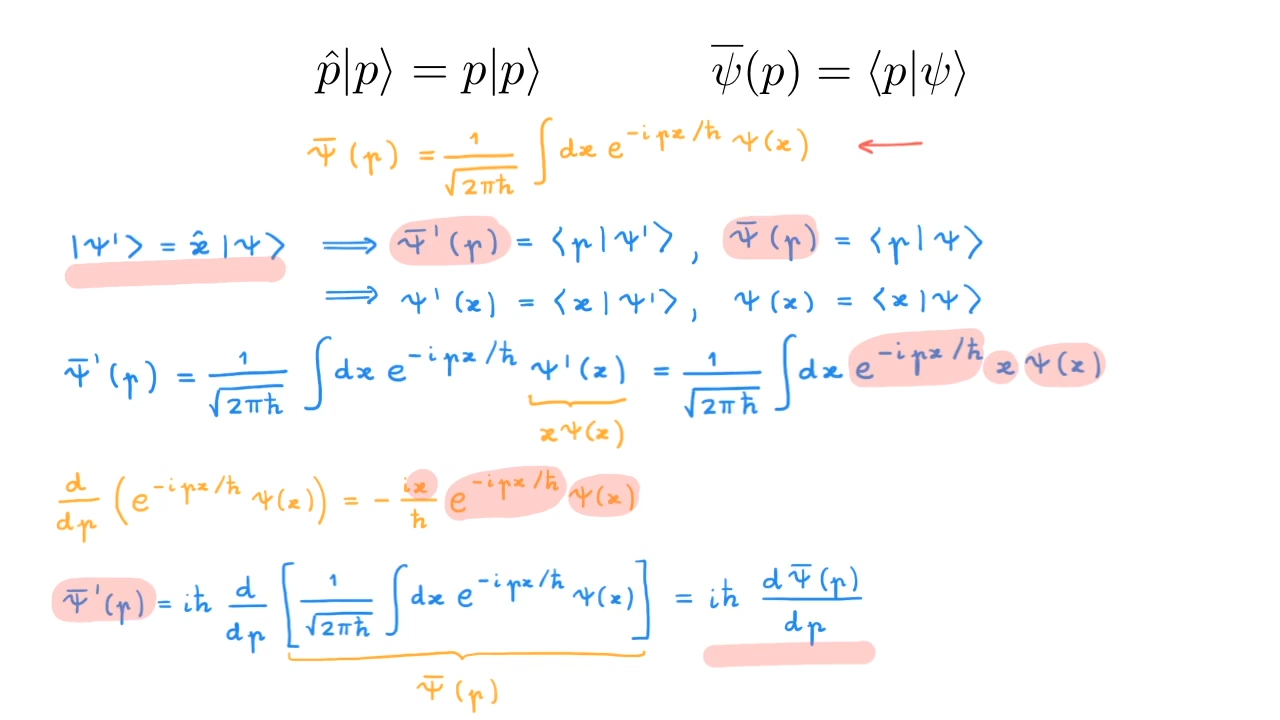 p̂|p⟩ = p|p⟩    ψ̅(p) = ⟨p|ψ⟩
ψ̅(p) = 1/√(2πħ) ∫ dx e^{-ipx/ħ} ψ(x) ←
|ψ'⟩ = x̂|ψ⟩ ⟹ ψ̅'(p) = ⟨p|ψ'⟩, ψ̅(p) = ⟨p|ψ⟩
⟹ ψ'(x) = ⟨x|ψ'⟩, ψ(x) = ⟨x|ψ⟩
ψ̅'(p) = 1/√(2πħ) ∫ dx e^{-ipx/ħ} ψ'(x) = 1/√(2πħ) ∫ dx e^{-ipx/ħ} x ψ(x)
xψ(x)
d/dp (e^{-ipx/ħ} ψ(x)) = - ix/ħ e^{-ipx/ħ} ψ(x)
ψ̅'(p) = iħ d/dp [1/√(2πħ) ∫ dx e^{-ipx/ħ} ψ(x)] = iħ dψ̅(p)/dp
ψ̅(p)